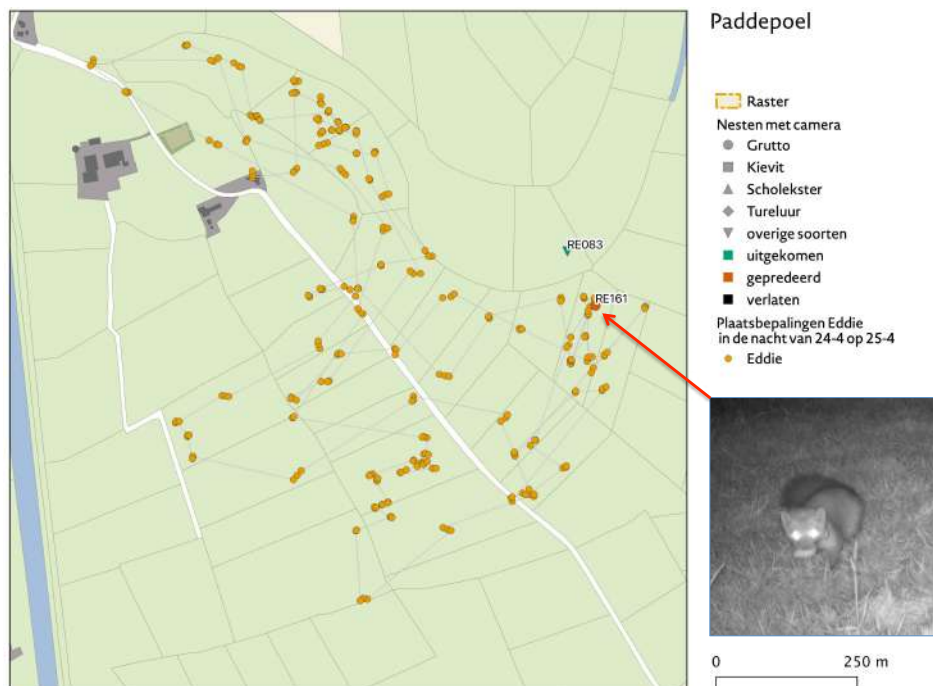 Paddepoel
Raster
Nesten met camera
Grutto
Kievit
Scholekster
Tureluur
overige soorten
uitgekomen
gepredeerd
verlaten
Plaatsbepalingen Eddie
in de nacht van 24-4 op 25-4
Eddie
RE083
RE161
0 250 m